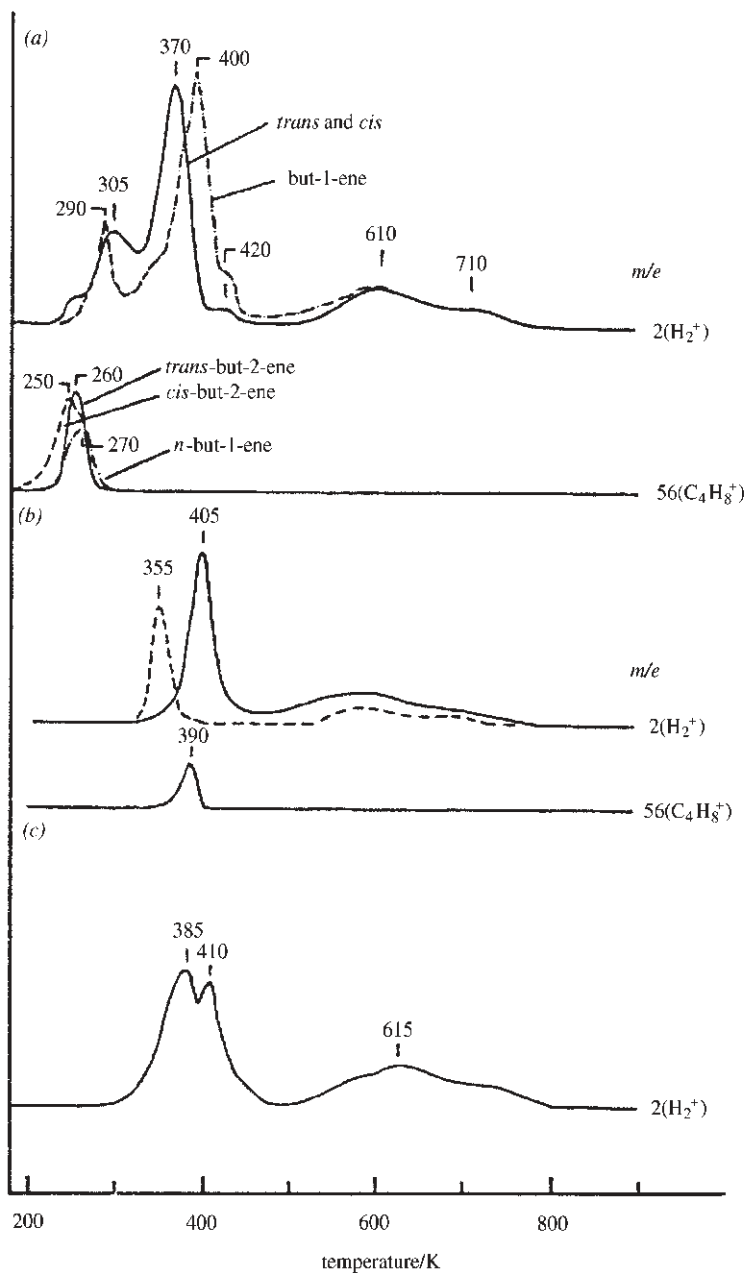 (a)
370
400
trans and cis
but-1-ene
305
290
420
610
710
m/e
2(H₂⁺)
250
260
trans-but-2-ene
cis-but-2-ene
270
n-but-1-ene
56(C₄H₈⁺)
(b)
405
355
m/e
2(H₂⁺)
390
56(C₄H₈⁺)
(c)
385
410
615
2(H₂⁺)
200 400 600 800
temperature/K